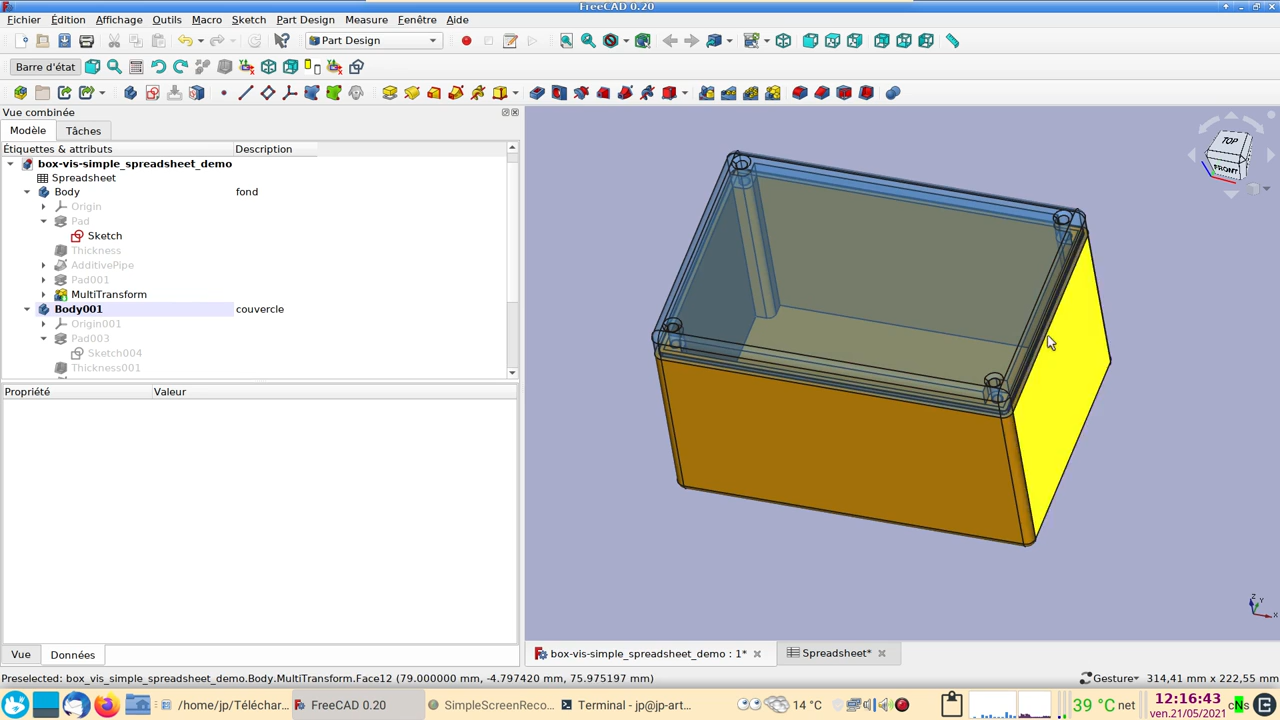 FreeCAD 0.20
Fichier Édition Affichage Outils Macro Sketch Part Design Measure Fenêtre Aide
Part Design
Barre d'état
Vue combinée
Modèle Tâches
Étiquettes & attributs Description
box-vis-simple_spreadsheet_demo
Spreadsheet
Body fond
Origin
Pad
Sketch
Thickness
AdditivePipe
Pad001
MultiTransform
Body001 couvercle
Origin001
Pad003
Sketch004
Thickness001
Propriété Valeur
TOP
FRONT
Z
Y
X
Vue Données
box-vis-simple_spreadsheet_demo : 1* Spreadsheet*
Preselected: box_vis_simple_spreadsheet_demo.Body.MultiTransform.Face12 (79.000000 mm, -4.797420 mm, 75.975197 mm) Gesture 314,41 mm x 222,55 mm
/home/jp/Téléchar... FreeCAD 0.20 SimpleScreenReco... Terminal - jp@jp-art... 14 °C 39 °C net 12:16:43 cNs
ven.21/05/2021